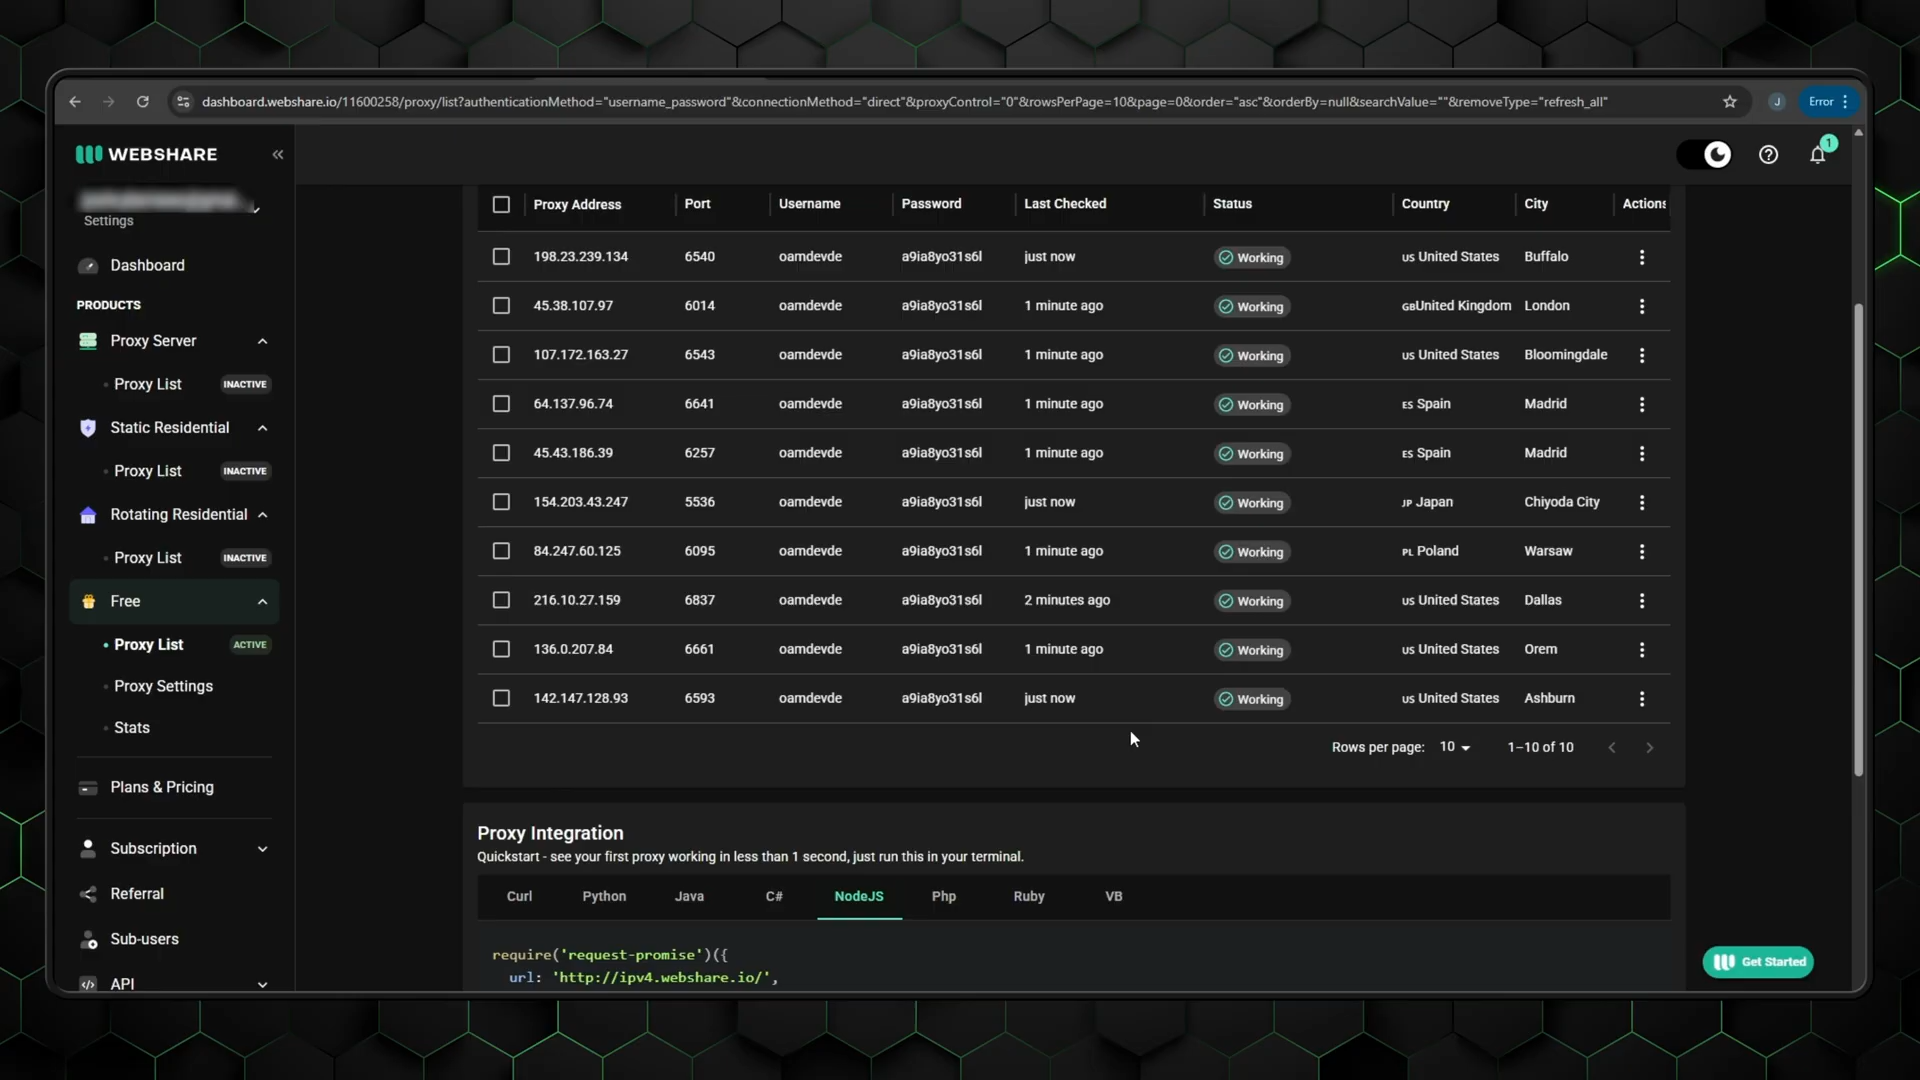 dashboard.webshare.io/11600258/proxy/list?authenticationMethod="username_password"&connectionMethod="direct"&proxyControl="0"&rowsPerPage=10&page=0&order="asc"&orderBy=null&searchValue=""&removeType="refresh_all" J Error
WEBSHARE
1
Settings
Dashboard
PRODUCTS
Proxy Server
Proxy List INACTIVE
Static Residential
Proxy List INACTIVE
Rotating Residential
Proxy List INACTIVE
Free
Proxy List ACTIVE
Proxy Settings
Stats
Plans & Pricing
Subscription
Referral
Sub-users
API
Proxy Address Port Username Password Last Checked Status Country City Actions
198.23.239.134 6540 oamdevde a9ia8yo31s6l just now Working US United States Buffalo
45.38.107.97 6014 oamdevde a9ia8yo31s6l 1 minute ago Working GB United Kingdom London
107.172.163.27 6543 oamdevde a9ia8yo31s6l 1 minute ago Working US United States Bloomingdale
64.137.96.74 6641 oamdevde a9ia8yo31s6l 1 minute ago Working ES Spain Madrid
45.43.186.39 6257 oamdevde a9ia8yo31s6l 1 minute ago Working ES Spain Madrid
154.203.43.247 5536 oamdevde a9ia8yo31s6l just now Working JP Japan Chiyoda City
84.247.60.125 6095 oamdevde a9ia8yo31s6l 1 minute ago Working PL Poland Warsaw
216.10.27.159 6837 oamdevde a9ia8yo31s6l 2 minutes ago Working US United States Dallas
136.0.207.84 6661 oamdevde a9ia8yo31s6l 1 minute ago Working US United States Orem
142.147.128.93 6593 oamdevde a9ia8yo31s6l just now Working US United States Ashburn
Rows per page: 10 1–10 of 10
Proxy Integration
Quickstart - see your first proxy working in less than 1 second, just run this in your terminal.
Curl Python Java C# NodeJS Php Ruby VB
require('request-promise')({
url: 'http://ipv4.webshare.io/',
Get Started